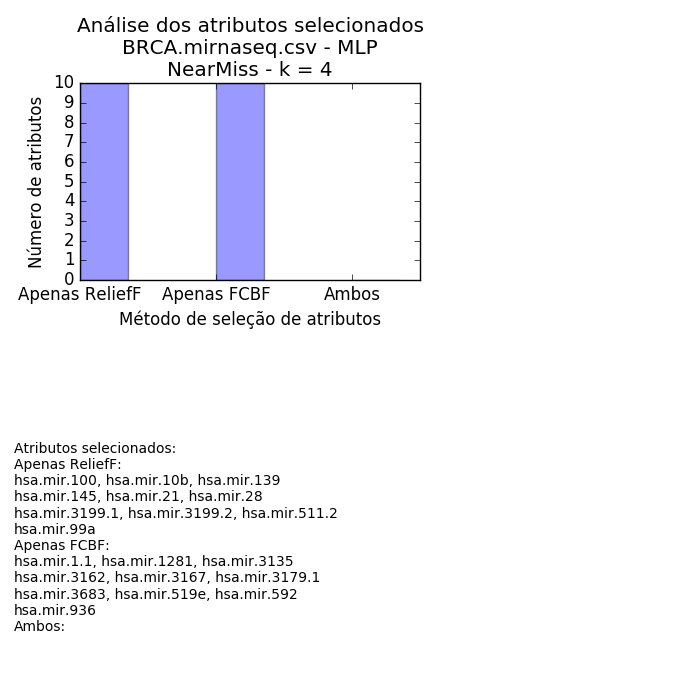 Análise dos atributos selecionados
BRCA.mirnaseq.csv - MLP
NearMiss - k = 4
10
9
8
7
6
5
4
3
2
1
0
Número de atributos
Apenas ReliefF Apenas FCBF Ambos
Método de seleção de atributos
Atributos selecionados:
Apenas ReliefF:
hsa.mir.100, hsa.mir.10b, hsa.mir.139
hsa.mir.145, hsa.mir.21, hsa.mir.28
hsa.mir.3199.1, hsa.mir.3199.2, hsa.mir.511.2
hsa.mir.99a
Apenas FCBF:
hsa.mir.1.1, hsa.mir.1281, hsa.mir.3135
hsa.mir.3162, hsa.mir.3167, hsa.mir.3179.1
hsa.mir.3683, hsa.mir.519e, hsa.mir.592
hsa.mir.936
Ambos: